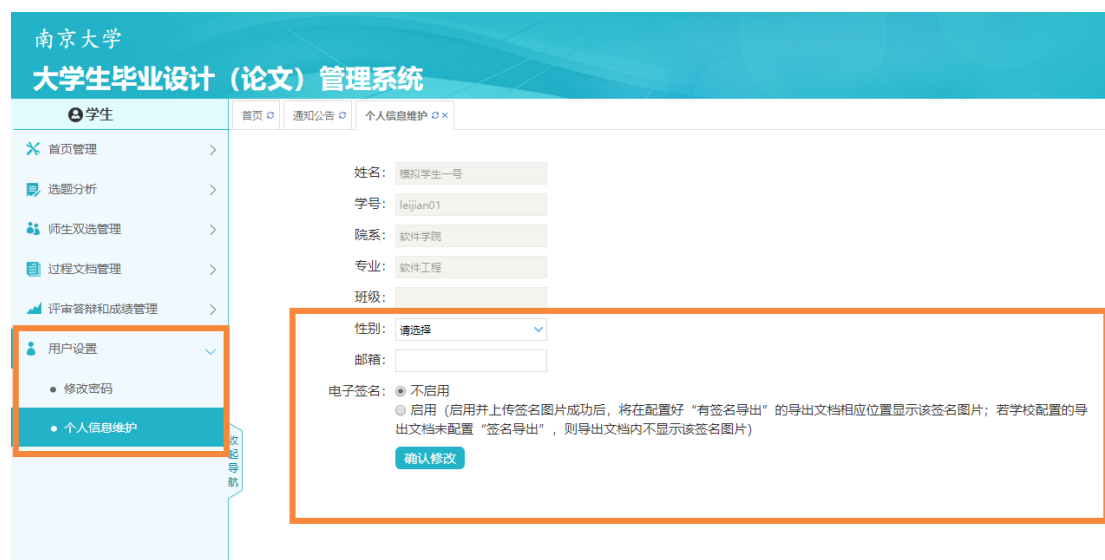 南京大学
大学生毕业设计（论文）管理系统
学生
首页 通知公告 个人信息维护 ×
首页管理
选题分析
师生双选管理
过程文档管理
评审答辩和成绩管理
用户设置
修改密码
个人信息维护
收起导航
姓名： 模拟学生一号
学号： leijian01
院系： 软件学院
专业： 软件工程
班级：
性别： 请选择
邮箱：
电子签名： 不启用
启用（启用并上传签名图片成功后，将在配置好“有签名导出”的导出文档相应位置显示该签名图片；若学校配置的导
出文档未配置“签名导出”，则导出文档内不显示该签名图片）
确认修改